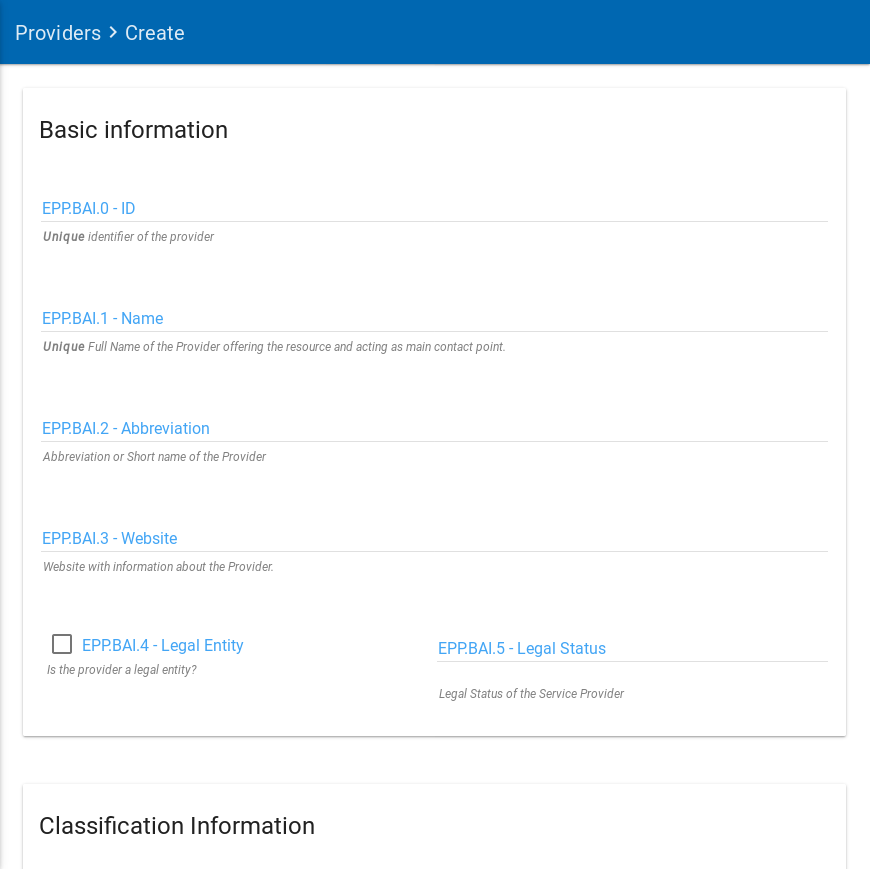 Providers > Create
Basic information
EPP.BAI.0 - ID
Unique identifier of the provider
EPP.BAI.1 - Name
Unique Full Name of the Provider offering the resource and acting as main contact point.
EPP.BAI.2 - Abbreviation
Abbreviation or Short name of the Provider
EPP.BAI.3 - Website
Website with information about the Provider.
EPP.BAI.4 - Legal Entity
Is the provider a legal entity?
EPP.BAI.5 - Legal Status
Legal Status of the Service Provider
Classification Information